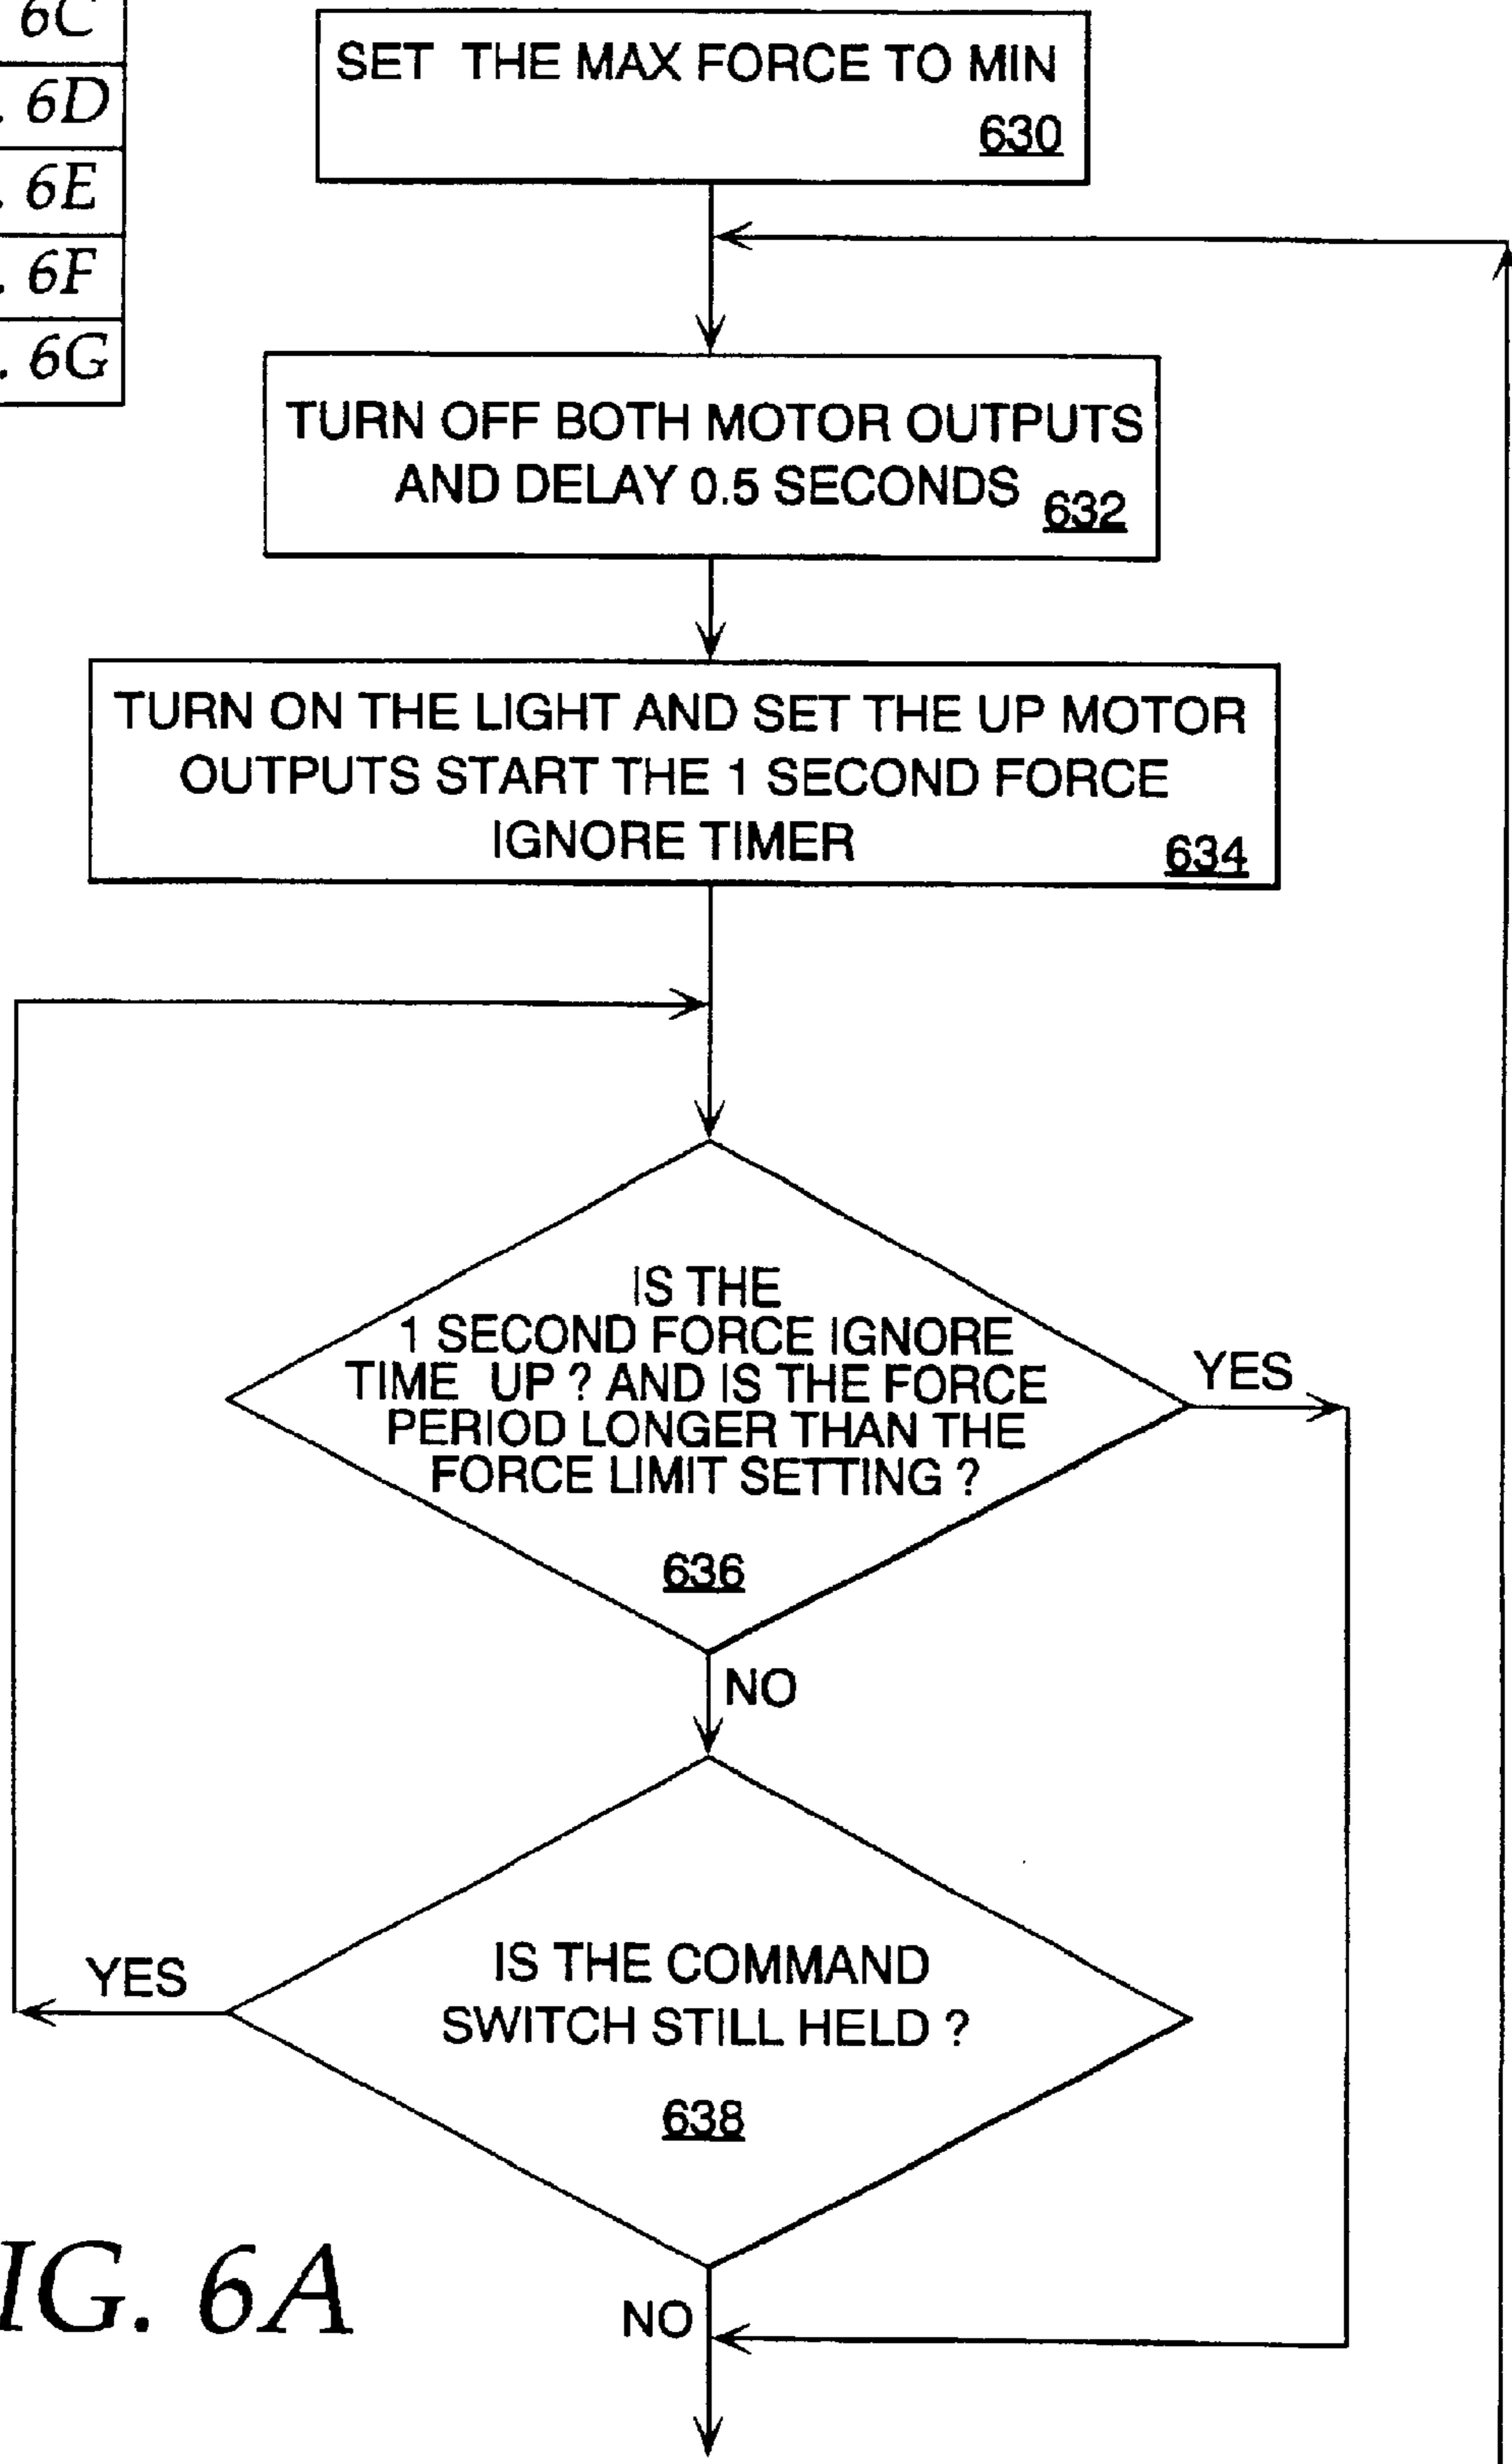 6C
. 6D
. 6E
. 6F
. 6G
SET THE MAX FORCE TO MIN
630
TURN OFF BOTH MOTOR OUTPUTS
AND DELAY 0.5 SECONDS 632
TURN ON THE LIGHT AND SET THE UP MOTOR
OUTPUTS START THE 1 SECOND FORCE
IGNORE TIMER 634
IS THE
1 SECOND FORCE IGNORE
TIME UP ? AND IS THE FORCE
PERIOD LONGER THAN THE
FORCE LIMIT SETTING ?
636
YES
NO
IS THE COMMAND
SWITCH STILL HELD ?
638
YES
NO
IG. 6A